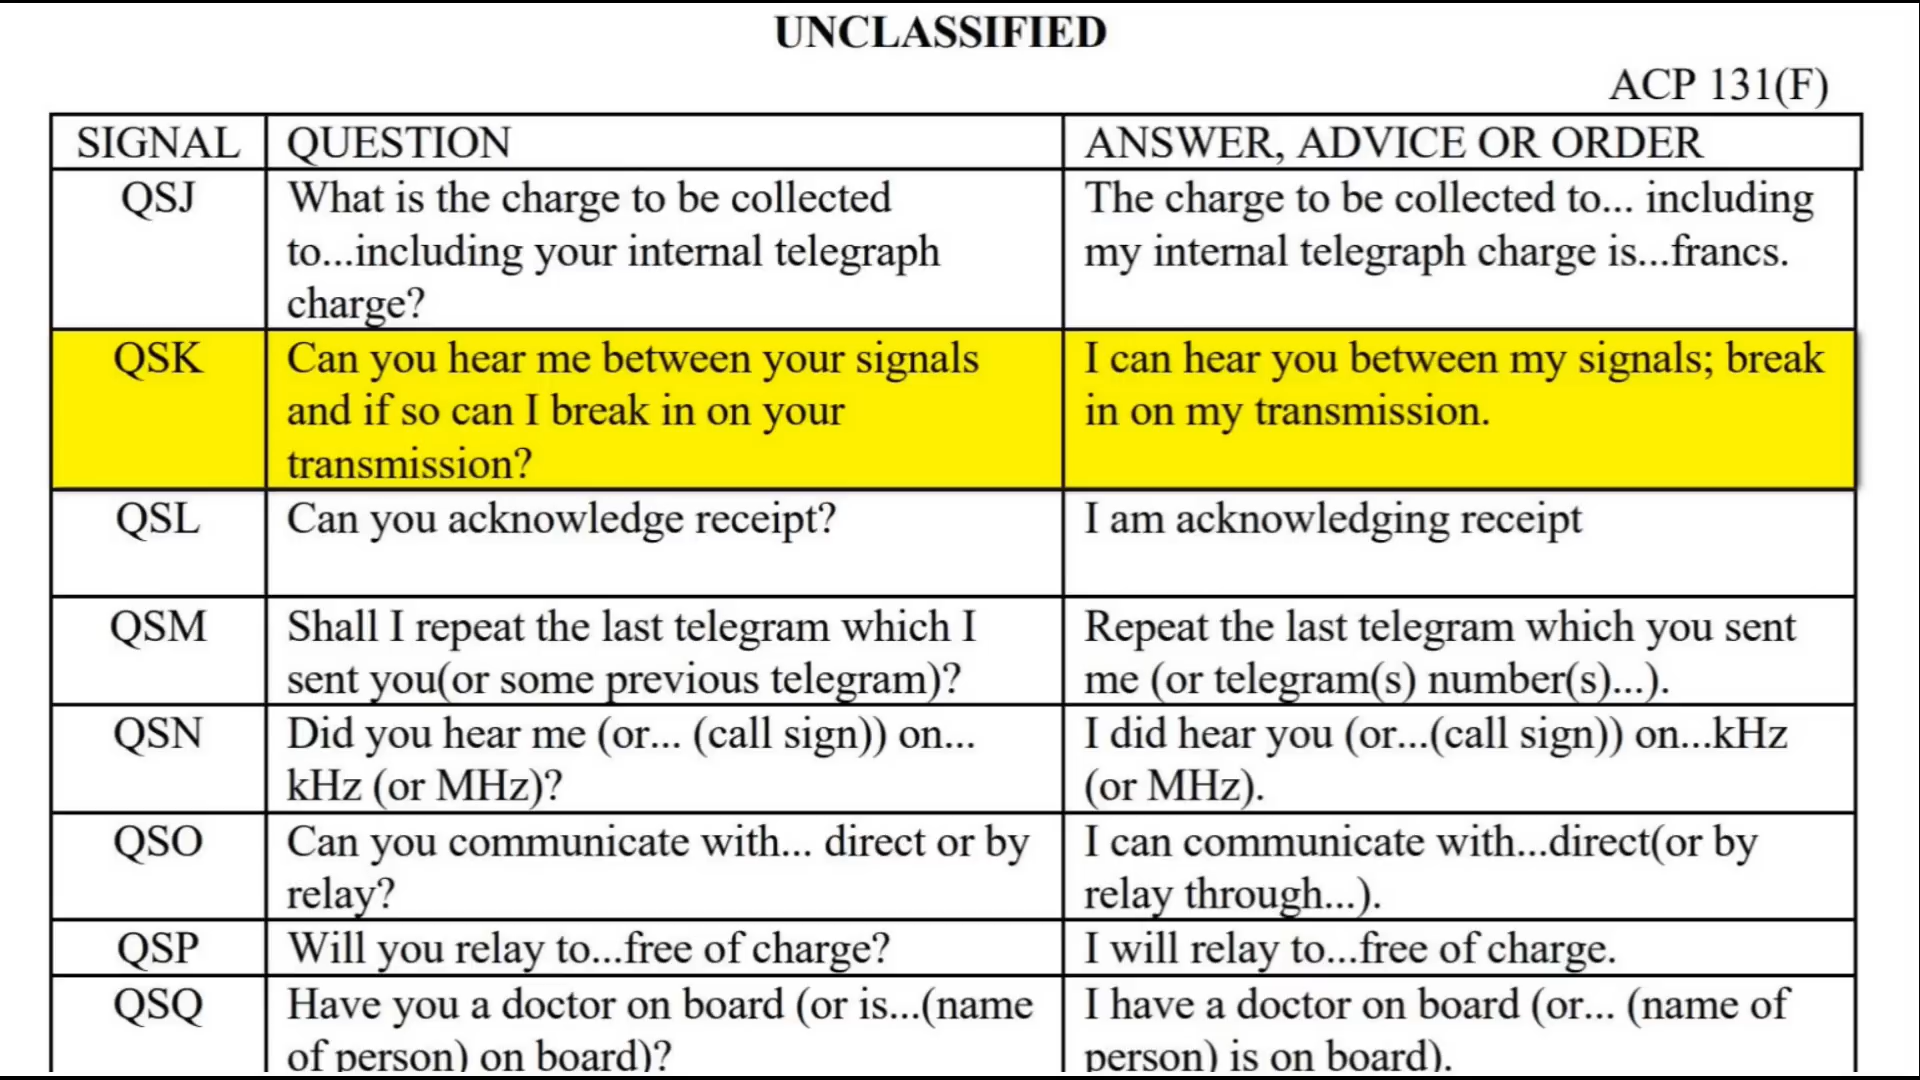 UNCLASSIFIED
ACP 131(F)
SIGNAL QUESTION ANSWER, ADVICE OR ORDER
QSJ What is the charge to be collected The charge to be collected to... including
to...including your internal telegraph my internal telegraph charge is...francs.
charge?
QSK Can you hear me between your signals I can hear you between my signals; break
and if so can I break in on your in on my transmission.
transmission?
QSL Can you acknowledge receipt? I am acknowledging receipt
QSM Shall I repeat the last telegram which I Repeat the last telegram which you sent
sent you(or some previous telegram)? me (or telegram(s) number(s)...).
QSN Did you hear me (or... (call sign)) on... I did hear you (or...(call sign)) on...kHz
kHz (or MHz)? (or MHz).
QSO Can you communicate with... direct or by I can communicate with...direct(or by
relay? relay through...).
QSP Will you relay to...free of charge? I will relay to...free of charge.
QSQ Have you a doctor on board (or is...(name I have a doctor on board (or... (name of
of person) on board)? person) is on board).